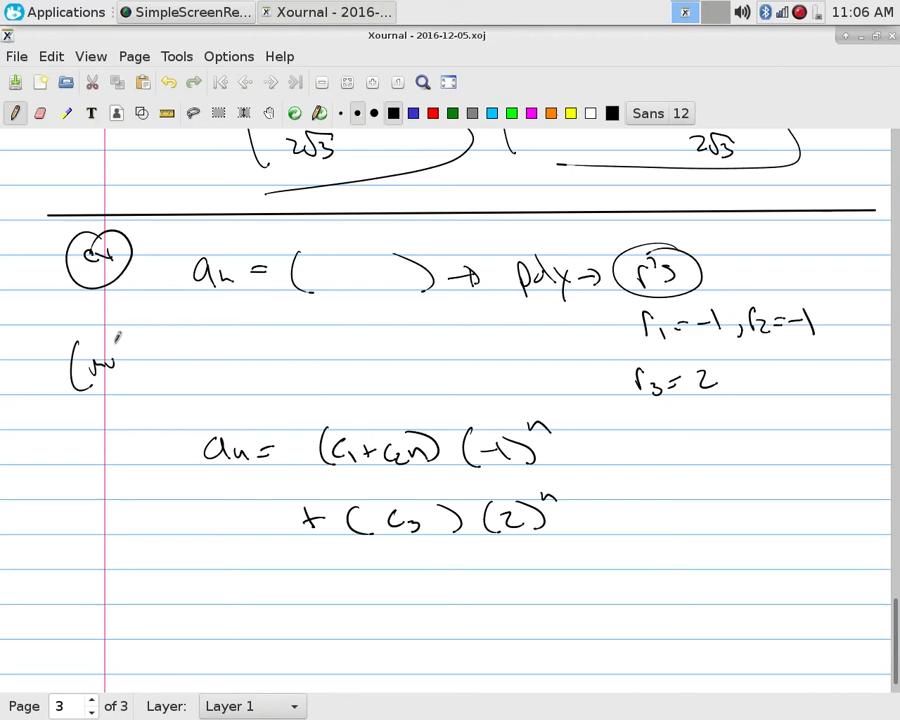 Applications SimpleScreenRe... Xournal - 2016-... 11:06 AM
Xournal - 2016-12-05.xoj
File Edit View Page Tools Options Help
Sans 12
2√3 2√3
ex an = ( ) → poly → r's
r₁ = -1, r₂ = -1
r₃ = 2
an = (c₁+c₂n) (-1)ⁿ
+ ( c₃ ) (2)ⁿ
Page 3 of 3 Layer: Layer 1